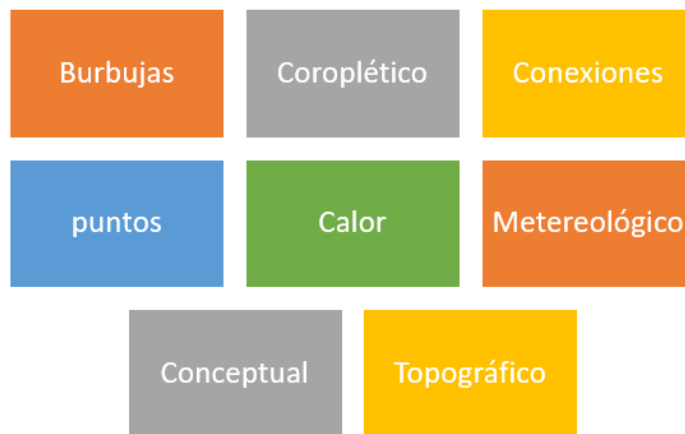 Burbujas
Coroplético
Conexiones
puntos
Calor
Metereológico
Conceptual
Topográfico